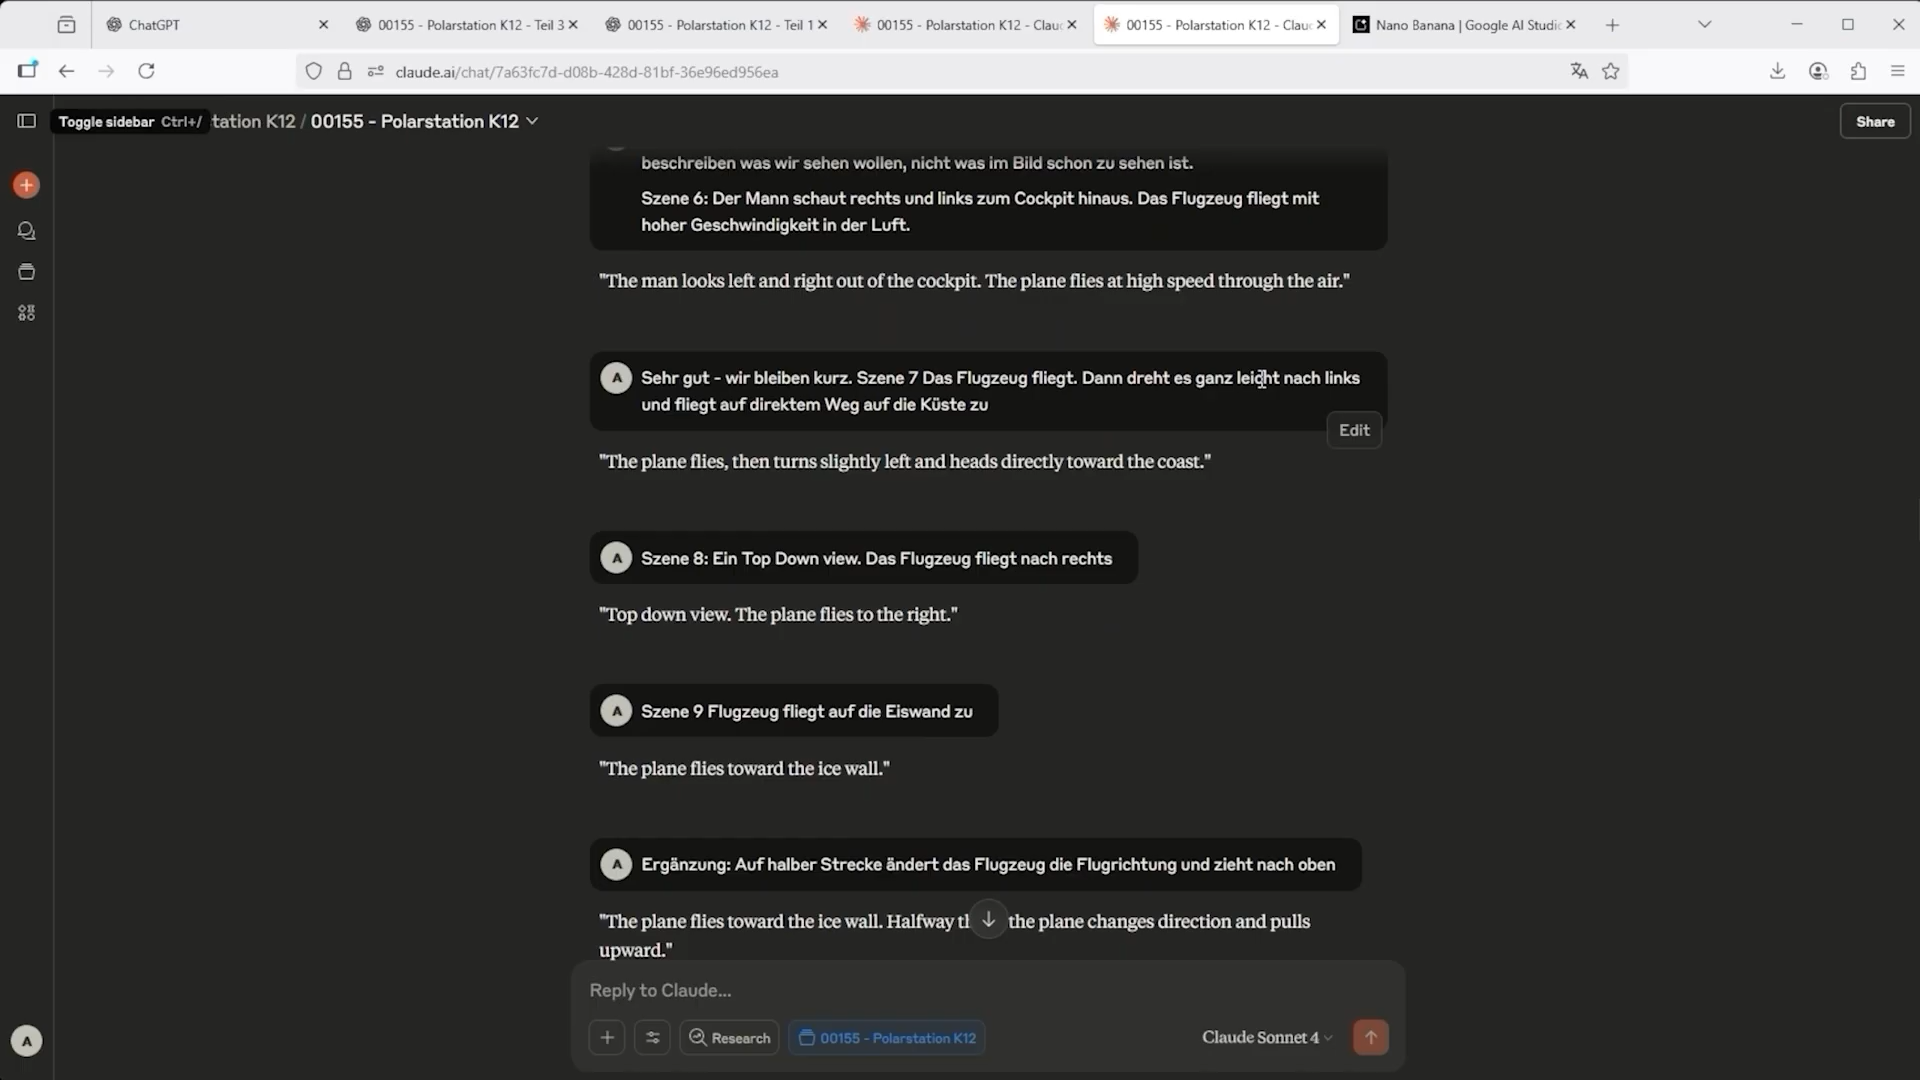 ChatGPT
00155 - Polarstation K12 - Teil 3
00155 - Polarstation K12 - Teil 1
00155 - Polarstation K12 - Clauc
00155 - Polarstation K12 - Clauc
Nano Banana | Google AI Studio
claude.ai/chat/7a63fc7d-d08b-428d-81bf-36e96ed956ea
Toggle sidebar Ctrl+/ tation K12 / 00155 - Polarstation K12
Share
beschreiben was wir sehen wollen, nicht was im Bild schon zu sehen ist.
Szene 6: Der Mann schaut rechts und links zum Cockpit hinaus. Das Flugzeug fliegt mit
hoher Geschwindigkeit in der Luft.
"The man looks left and right out of the cockpit. The plane flies at high speed through the air."
A
Sehr gut - wir bleiben kurz. Szene 7 Das Flugzeug fliegt. Dann dreht es ganz leicht nach links
und fliegt auf direktem Weg auf die Küste zu
Edit
"The plane flies, then turns slightly left and heads directly toward the coast."
A
Szene 8: Ein Top Down view. Das Flugzeug fliegt nach rechts
"Top down view. The plane flies to the right."
A
Szene 9 Flugzeug fliegt auf die Eiswand zu
"The plane flies toward the ice wall."
A
Ergänzung: Auf halber Strecke ändert das Flugzeug die Flugrichtung und zieht nach oben
"The plane flies toward the ice wall. Halfway th the plane changes direction and pulls
upward."
Reply to Claude...
Research
00155 - Polarstation K12
Claude Sonnet 4
A